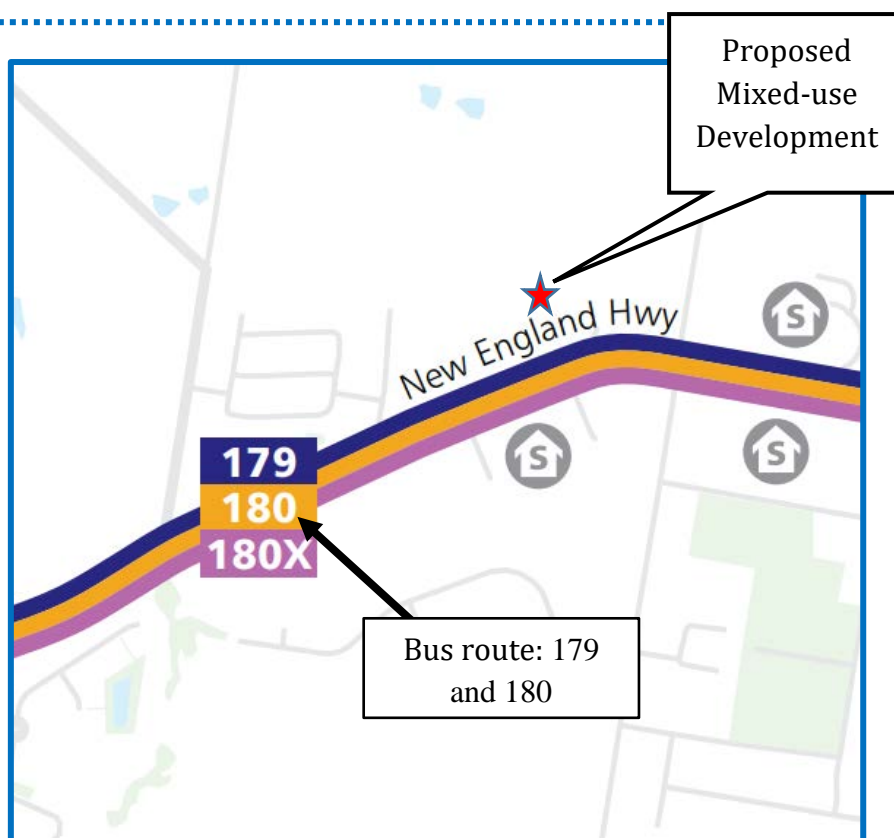 Proposed
Mixed-use
Development
New England Hwy
S
S
S
179
180
180X
Bus route: 179
and 180